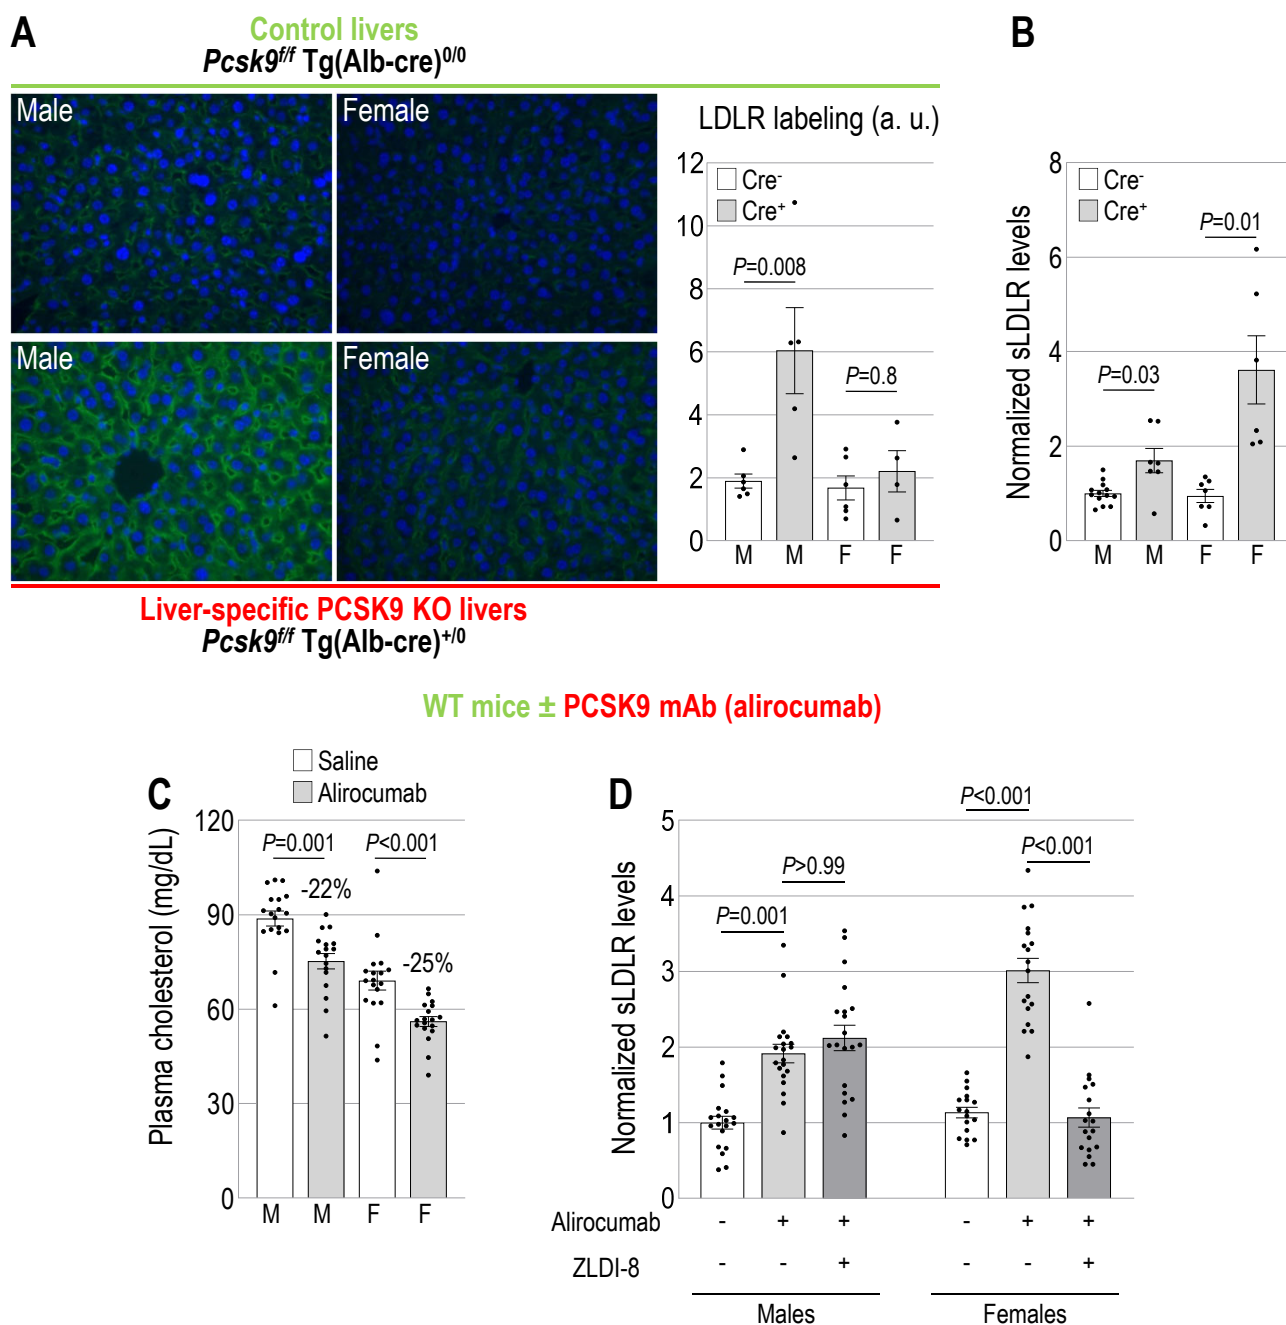 A
Control livers
Pcsk9f/f Tg(Alb-cre)0/0
Male
Female
Male
Female
LDLR labeling (a. u.)
12
10
8
6
4
2
0
Cre-
Cre+
P=0.008
P=0.8
M M F F
Liver-specific PCSK9 KO livers
Pcsk9f/f Tg(Alb-cre)+/0
B
Normalized sLDLR levels
8
6
4
2
0
Cre-
Cre+
P=0.03
P=0.01
M M F F
WT mice ± PCSK9 mAb (alirocumab)
C
Saline
Alirocumab
Plasma cholesterol (mg/dL)
120
90
60
30
0
P=0.001
P<0.001
-22%
-25%
M M F F
D
Normalized sLDLR levels
5
4
3
2
1
0
P=0.001
P>0.99
P<0.001
P<0.001
Alirocumab - + + - + +
ZLDI-8 - - + - - +
Males Females